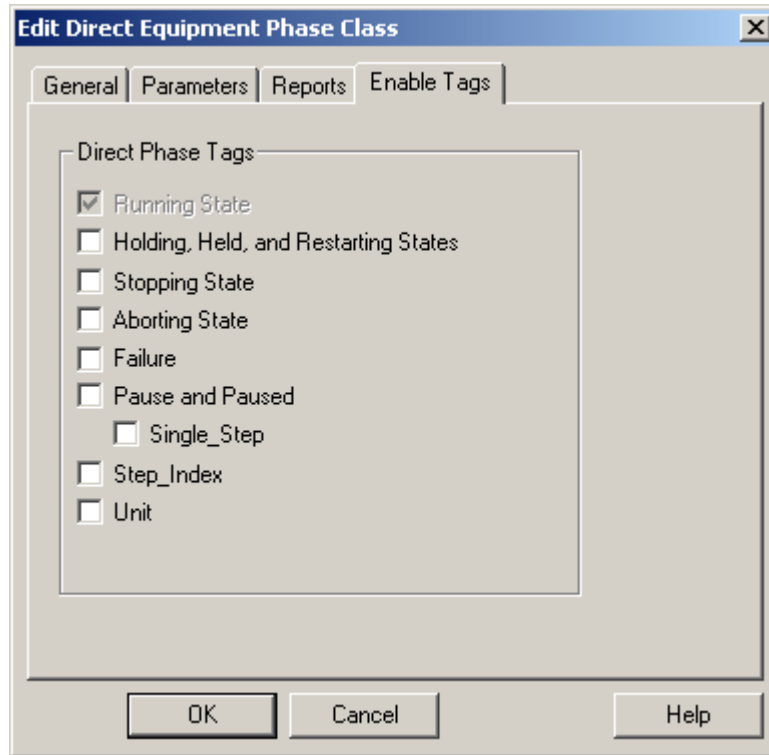 Edit Direct Equipment Phase Class
General Parameters Reports Enable Tags
Direct Phase Tags
Running State
Holding, Held, and Restarting States
Stopping State
Aborting State
Failure
Pause and Paused
Single_Step
Step_Index
Unit
OK Cancel Help